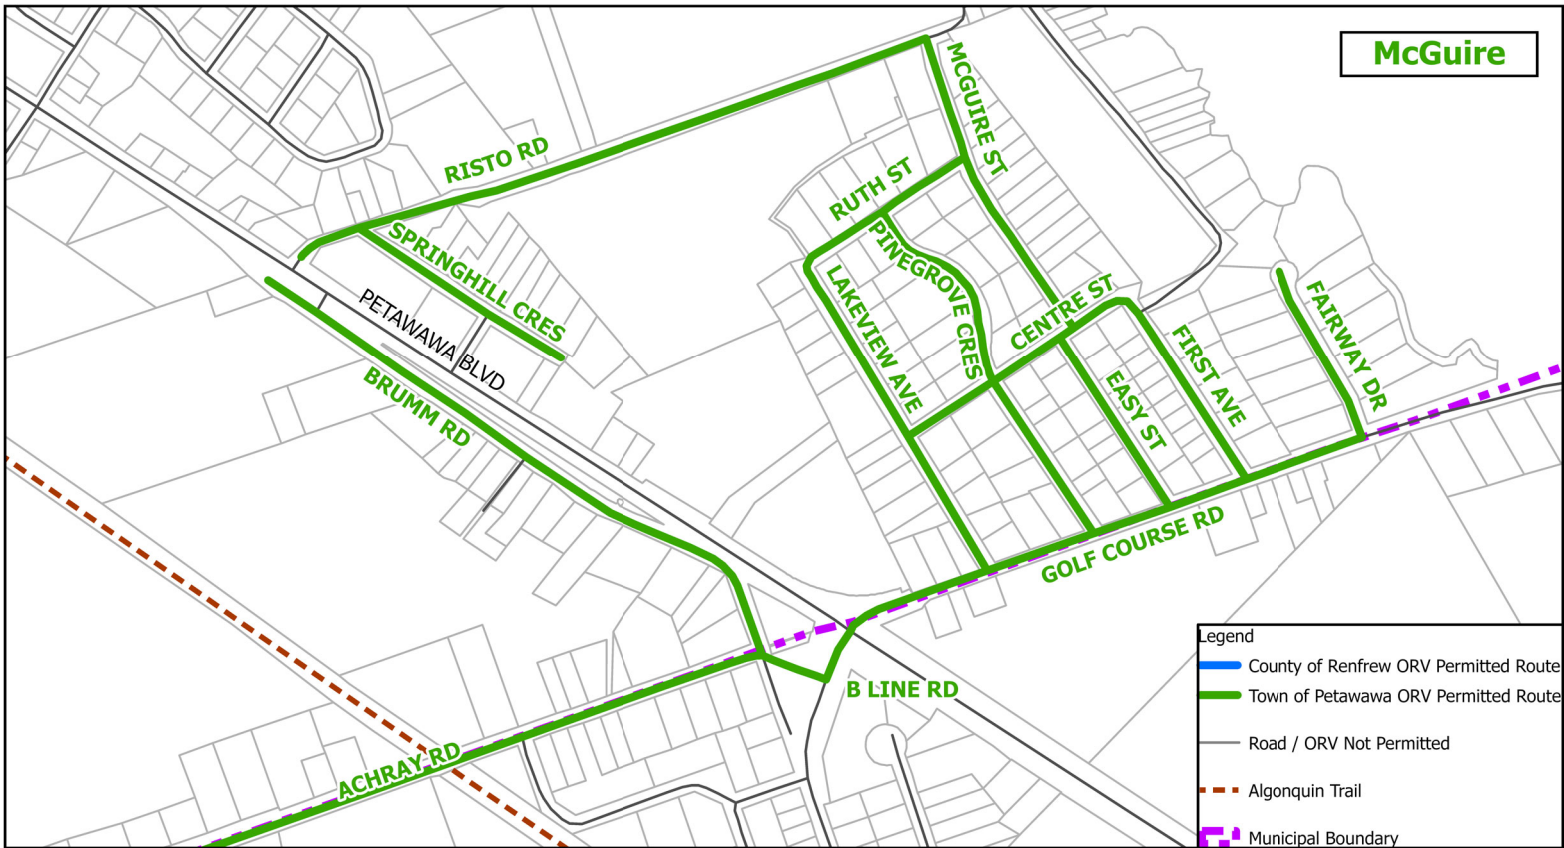 McGuire
RISTO RD
MCGUIRE ST
RUTH ST
SPRINGHILL CRES
PINEGROVE CRES
PETAWAWA BLVD
LAKEVIEW AVE
CENTRE ST
FAIRWAY DR
FIRST AVE
BRUMM RD
EASY ST
GOLF COURSE RD
B LINE RD
ACHRAY RD
Legend
County of Renfrew ORV Permitted Route
Town of Petawawa ORV Permitted Route
Road / ORV Not Permitted
Algonquin Trail
Municipal Boundary